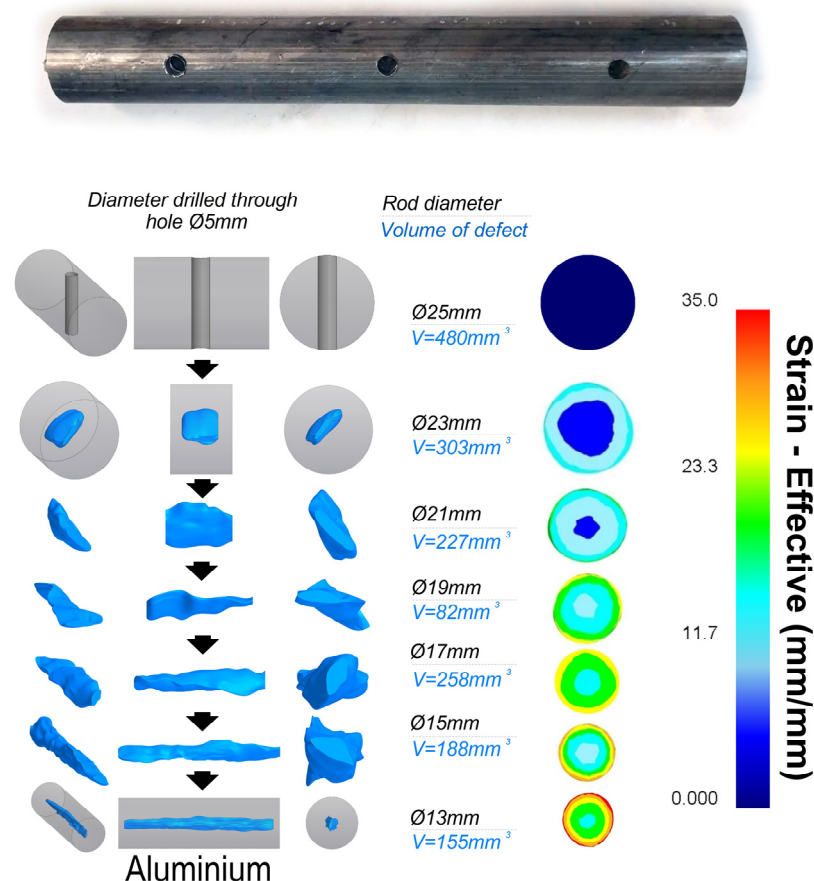 Diameter drilled through
hole Ø5mm
Rod diameter
Volume of defect
Ø25mm
V=480mm³
Ø23mm
V=303mm³
Ø21mm
V=227mm³
Ø19mm
V=82mm³
Ø17mm
V=258mm³
Ø15mm
V=188mm³
Ø13mm
V=155mm³
Aluminium
35.0
23.3
11.7
0.000
Strain - Effective (mm/mm)